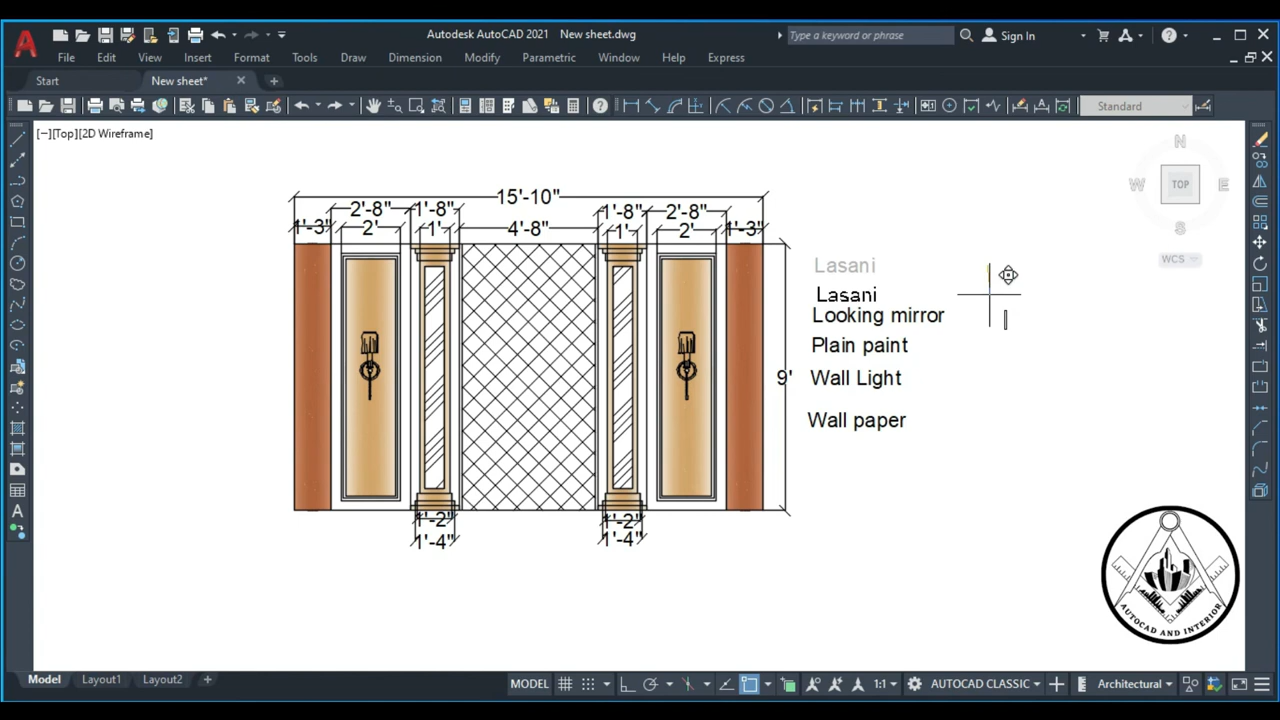 Autodesk AutoCAD 2021 New sheet.dwg
Type a keyword or phrase
Sign In
File Edit View Insert Format Tools Draw Dimension Modify Parametric Window Help Express
Start
New sheet*
Standard
[−][Top][2D Wireframe]
N
W TOP E
S
WCS
15'-10"
2'-8" 1'-8" 1'-8" 2'-8"
1'-3" 2' 1' 4'-8" 1' 2' 1'-3"
Lasani
Lasani
Looking mirror
Plain paint
9' Wall Light
Wall paper
1'-2" 1'-2"
1'-4" 1'-4"
AUTOCAD AND INTERIOR
Model Layout1 Layout2
MODEL 1:1 AUTOCAD CLASSIC Architectural